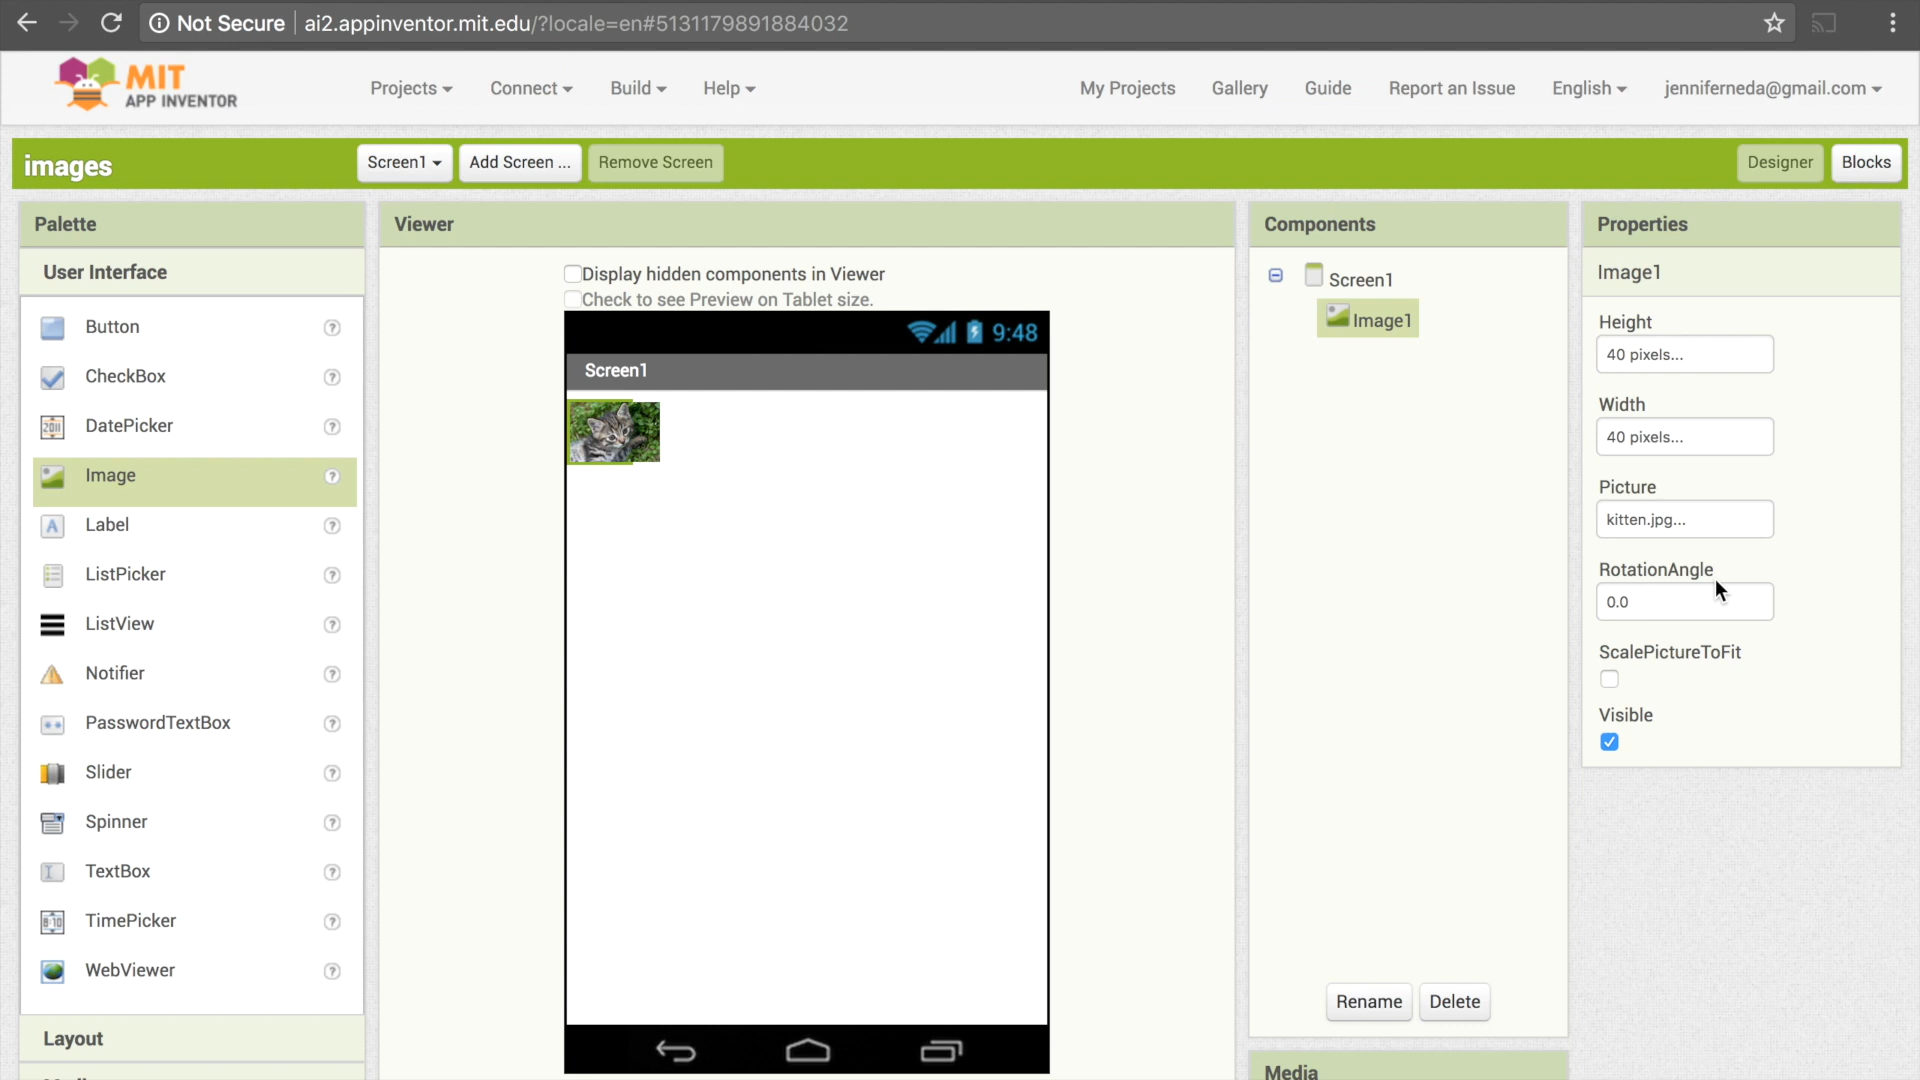 Not Secure ai2.appinventor.mit.edu/?locale=en#5131179891884032
MIT
APP INVENTOR
Projects Connect Build Help My Projects Gallery Guide Report an Issue English jenniferneda@gmail.com
images Screen1 Add Screen ... Remove Screen Designer Blocks
Palette
User Interface
Button
CheckBox
DatePicker
Image
Label
ListPicker
ListView
Notifier
PasswordTextBox
Slider
Spinner
TextBox
TimePicker
WebViewer
Layout
Viewer
Display hidden components in Viewer
Check to see Preview on Tablet size.
9:48
Screen1
Components
Screen1
Image1
Rename Delete
Media
Properties
Image1
Height
40 pixels...
Width
40 pixels...
Picture
kitten.jpg...
RotationAngle
0.0
ScalePictureToFit
Visible